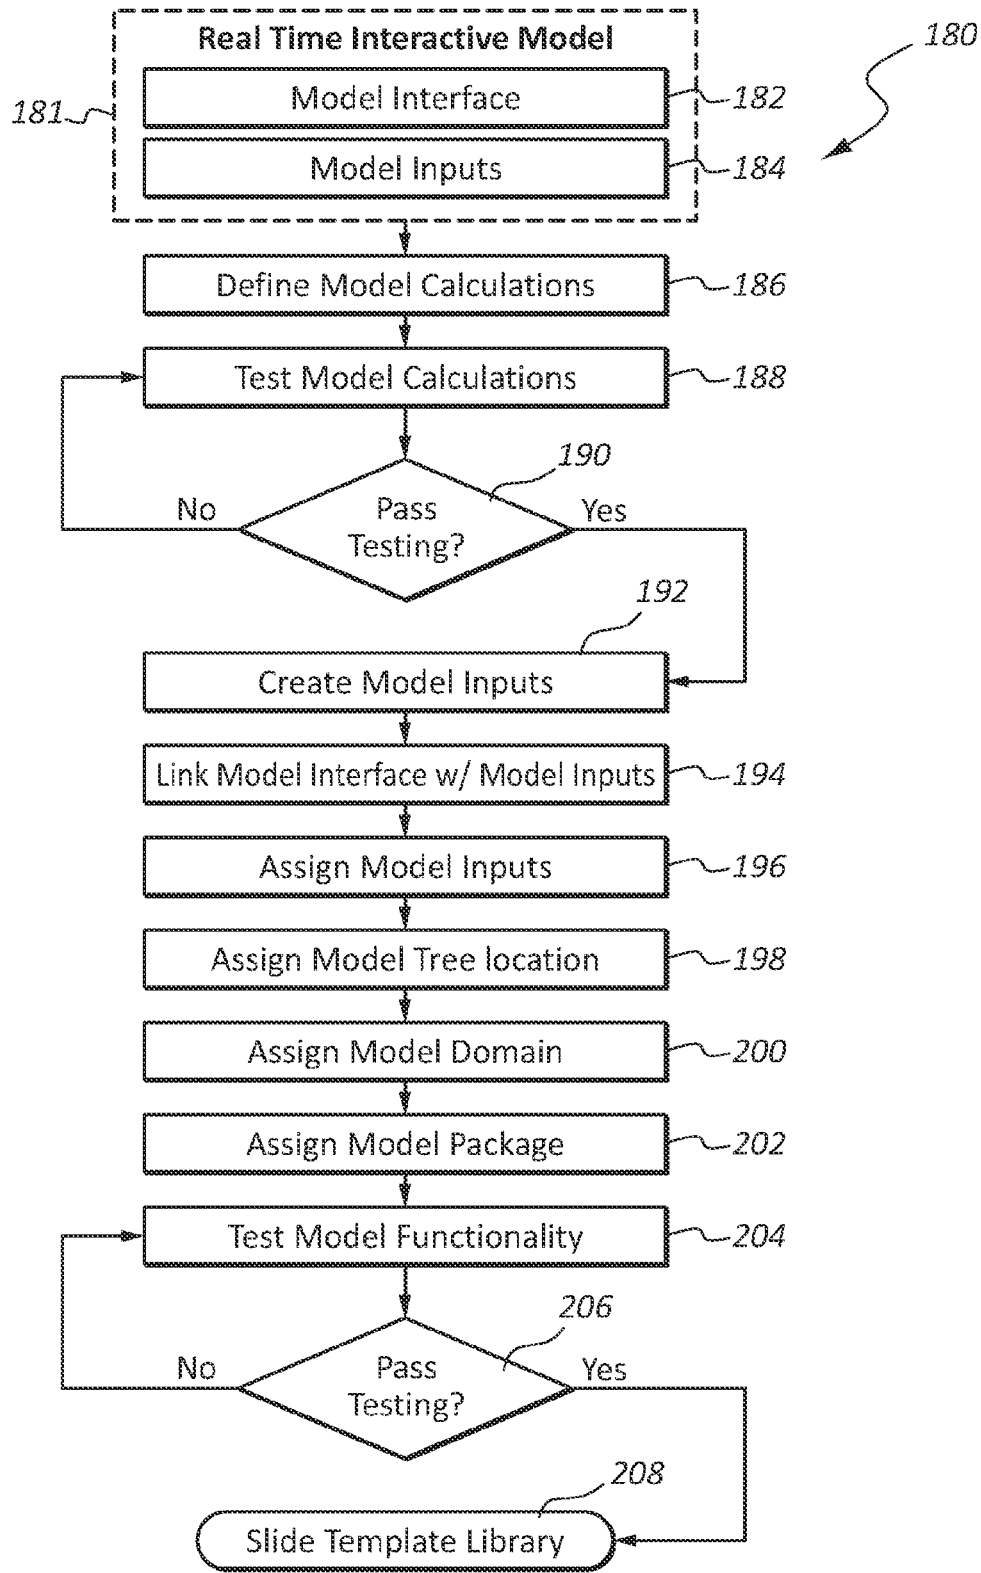 Real Time Interactive Model
180
181
Model Interface
182
Model Inputs
184
Define Model Calculations
186
Test Model Calculations
188
190
Pass
Testing?
No
Yes
192
Create Model Inputs
Link Model Interface w/ Model Inputs
194
Assign Model Inputs
196
Assign Model Tree location
198
Assign Model Domain
200
Assign Model Package
202
Test Model Functionality
204
206
Pass
Testing?
No
Yes
208
Slide Template Library